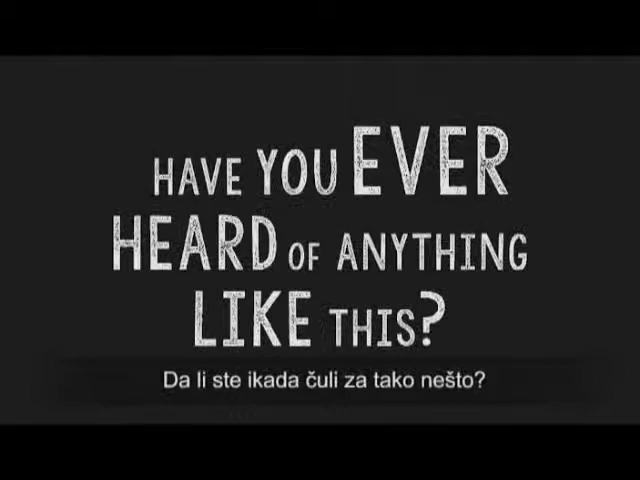 HAVE YOU EVER
HEARD OF ANYTHING
LIKE THIS?
Da li ste ikada čuli za tako nešto?